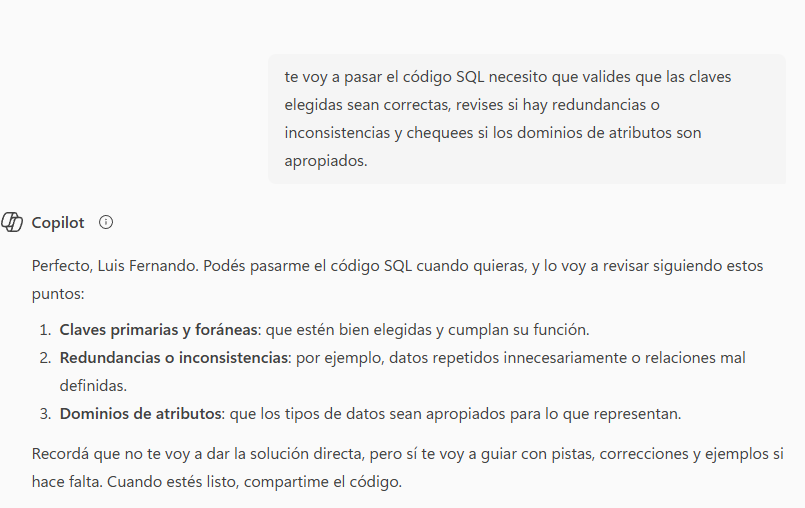 te voy a pasar el código SQL necesito que valides que las claves
elegidas sean correctas, revises si hay redundancias o
inconsistencias y chequees si los dominios de atributos son
apropiados.
Copilot
Perfecto, Luis Fernando. Podés pasarme el código SQL cuando quieras, y lo voy a revisar siguiendo estos
puntos:
1. Claves primarias y foráneas: que estén bien elegidas y cumplan su función.
2. Redundancias o inconsistencias: por ejemplo, datos repetidos innecesariamente o relaciones mal
definidas.
3. Dominios de atributos: que los tipos de datos sean apropiados para lo que representan.
Recordá que no te voy a dar la solución directa, pero sí te voy a guiar con pistas, correcciones y ejemplos si
hace falta. Cuando estés listo, compartime el código.